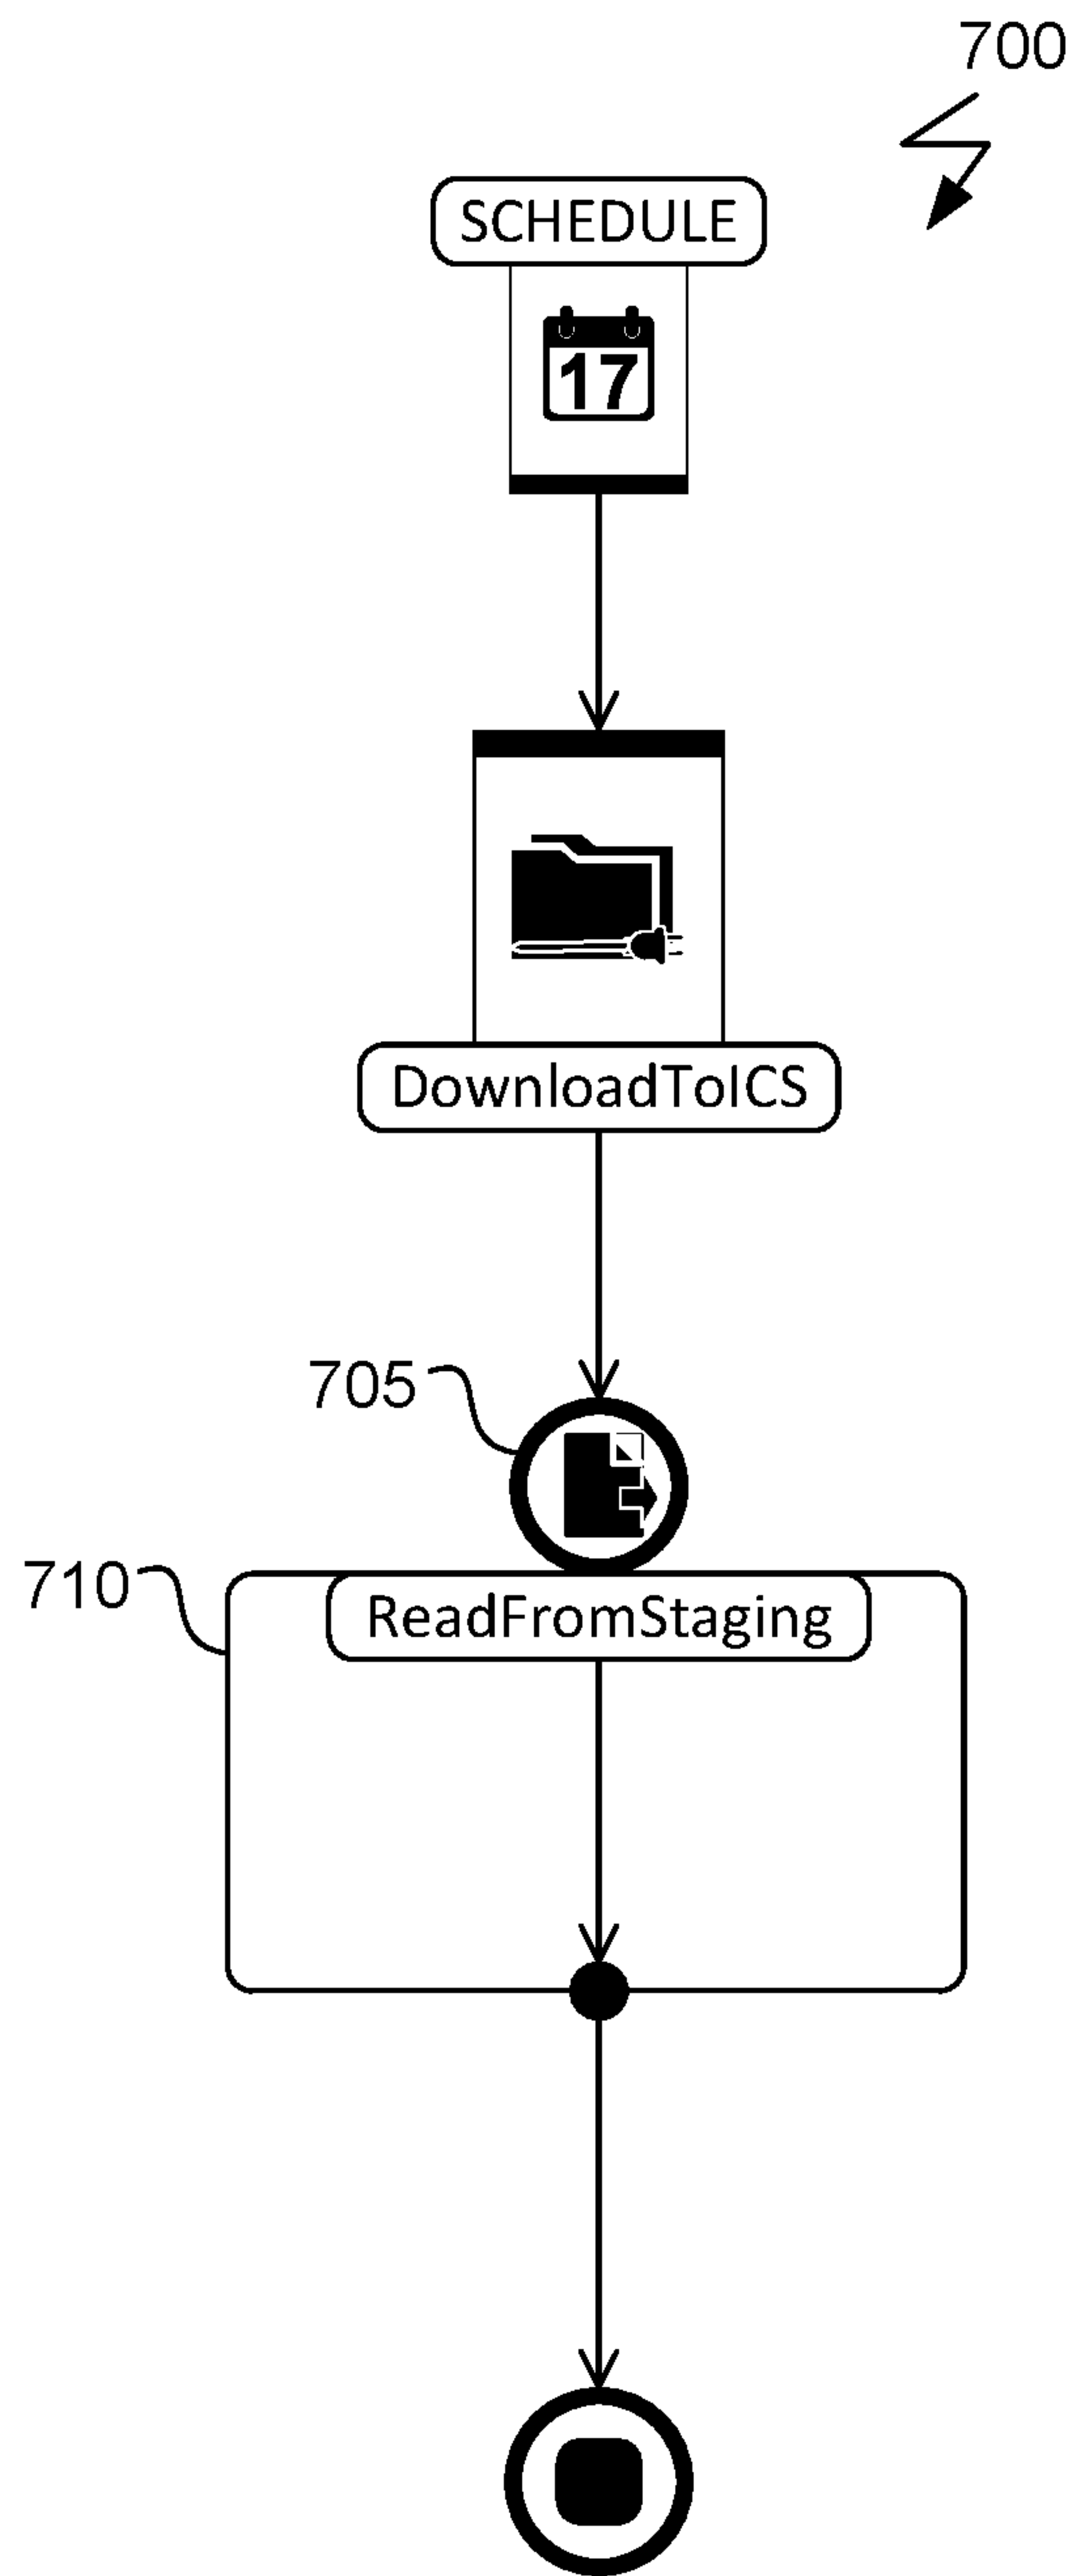 700
SCHEDULE
17
DownloadToICS
705
710
ReadFromStaging